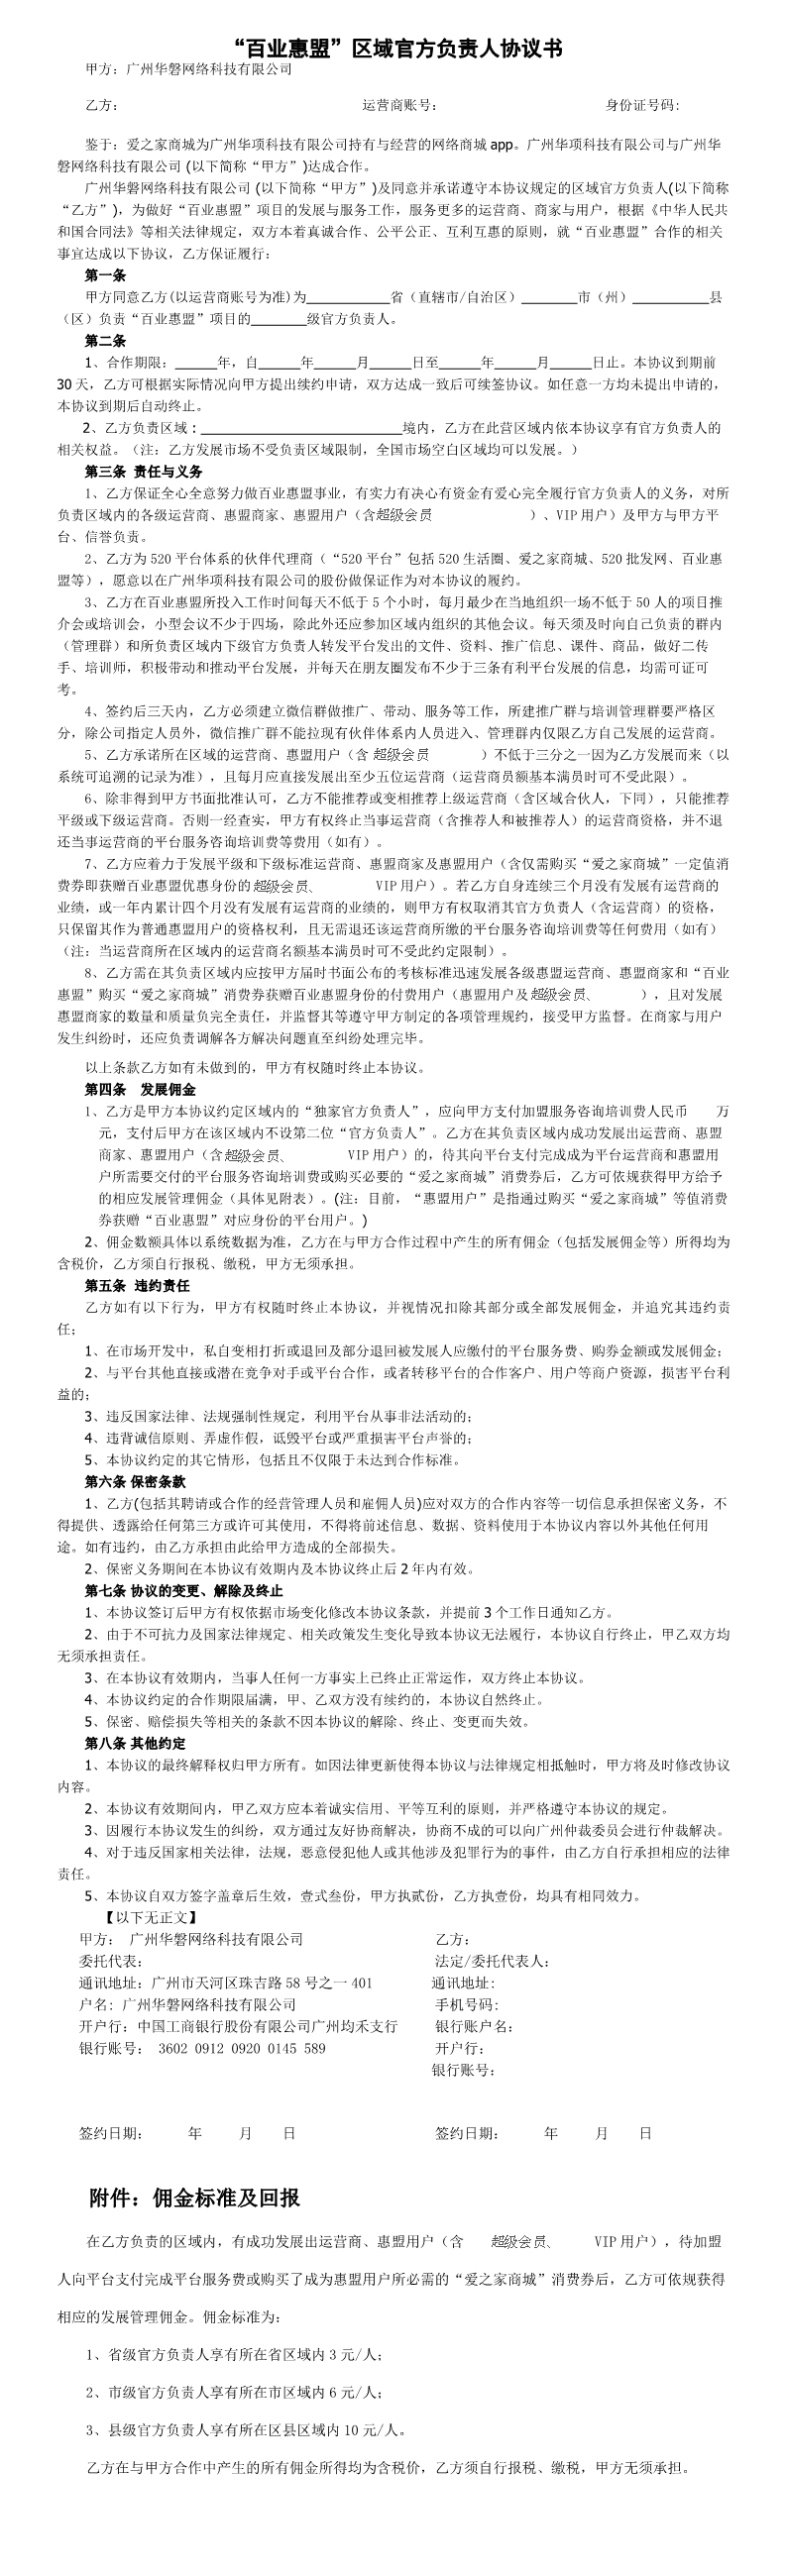 “百业惠盟”区域官方负责人协议书
甲方：广州华磐网络科技有限公司
乙方： 运营商账号： 身份证号码：
鉴于：爱之家商城为广州华项科技有限公司持有与经营的网络商城 app。广州华项科技有限公司与广州华
磐网络科技有限公司 (以下简称“甲方”)达成合作。
广州华磐网络科技有限公司 (以下简称“甲方”)及同意并承诺遵守本协议规定的区域官方负责人(以下简称
“乙方”)，为做好“百业惠盟”项目的发展与服务工作，服务更多的运营商、商家与用户，根据《中华人民共
和国合同法》等相关法律规定，双方本着真诚合作、公平公正、互利互惠的原则，就“百业惠盟”合作的相关
事宜达成以下协议，乙方保证履行：
第一条
甲方同意乙方(以运营商账号为准)为____________省（直辖市/自治区）________市（州）___________县
（区）负责“百业惠盟”项目的________级官方负责人。
第二条
1、合作期限：______年，自______年______月______日至______年______月______日止。本协议到期前
30 天，乙方可根据实际情况向甲方提出续约申请，双方达成一致后可续签协议。如任意一方均未提出申请的，
本协议到期后自动终止。
2、乙方负责区域：_____________________________境内，乙方在此营区域内依本协议享有官方负责人的
相关权益。（注：乙方发展市场不受负责区域限制，全国市场空白区域均可以发展。）
第三条 责任与义务
1、乙方保证全心全意努力做百业惠盟事业，有实力有决心有资金有爱心完全履行官方负责人的义务，对所
负责区域内的各级运营商、惠盟商家、惠盟用户（含超级会员 ）、VIP 用户）及甲方与甲方平
台、信誉负责。
2、乙方为 520 平台体系的伙伴代理商（“520 平台”包括 520 生活圈、爱之家商城、520 批发网、百业惠
盟等），愿意以在广州华项科技有限公司的股份做保证作为对本协议的履约。
3、乙方在百业惠盟所投入工作时间每天不低于 5 个小时，每月最少在当地组织一场不低于 50 人的项目推
介会或培训会，小型会议不少于四场，除此外还应参加区域内组织的其他会议。每天须及时向自己负责的群内
（管理群）和所负责区域内下级官方负责人转发平台发出的文件、资料、推广信息、课件、商品，做好二传
手、培训师，积极带动和推动平台发展，并每天在朋友圈发布不少于三条有利平台发展的信息，均需可证可
考。
4、签约后三天内，乙方必须建立微信群做推广、带动、服务等工作，所建推广群与培训管理群要严格区
分，除公司指定人员外，微信推广群不能拉现有伙伴体系内人员进入、管理群内仅限乙方自己发展的运营商。
5、乙方承诺所在区域的运营商、惠盟用户（含 超级会员 ）不低于三分之一因为乙方发展而来（以
系统可追溯的记录为准），且每月应直接发展出至少五位运营商（运营商员额基本满员时可不受此限）。
6、除非得到甲方书面批准认可，乙方不能推荐或变相推荐上级运营商（含区域合伙人，下同），只能推荐
平级或下级运营商。否则一经查实，甲方有权终止当事运营商（含推荐人和被推荐人）的运营商资格，并不退
还当事运营商的平台服务咨询培训费等费用（如有）。
7、乙方应着力于发展平级和下级标准运营商、惠盟商家及惠盟用户（含仅需购买“爱之家商城”一定值消
费券即获赠百业惠盟优惠身份的超级会员、 VIP 用户）。若乙方自身连续三个月没有发展有运营商的
业绩，或一年内累计四个月没有发展有运营商的业绩的，则甲方有权取消其官方负责人（含运营商）的资格，
只保留其作为普通惠盟用户的资格权利，且无需退还该运营商所缴的平台服务咨询培训费等任何费用（如有）
（注：当运营商所在区域内的运营商名额基本满员时可不受此约定限制）。
8、乙方需在其负责区域内应按甲方届时书面公布的考核标准迅速发展各级惠盟运营商、惠盟商家和“百业
惠盟”购买“爱之家商城”消费券获赠百业惠盟身份的付费用户（惠盟用户及超级会员、 ），且对发展
惠盟商家的数量和质量负完全责任，并监督其等遵守甲方制定的各项管理规约，接受甲方监督。在商家与用户
发生纠纷时，还应负责调解各方解决问题直至纠纷处理完毕。
以上条款乙方如有未做到的，甲方有权随时终止本协议。
第四条 发展佣金
1、乙方是甲方本协议约定区域内的“独家官方负责人”，应向甲方支付加盟服务咨询培训费人民币 万
元，支付后甲方在该区域内不设第二位“官方负责人”。乙方在其负责区域内成功发展出运营商、惠盟
商家、惠盟用户（含超级会员、 VIP 用户）的，待其向平台支付完成成为平台运营商和惠盟用
户所需要交付的平台服务咨询培训费或购买必要的“爱之家商城”消费券后，乙方可依规获得甲方给予
的相应发展管理佣金（具体见附表）。(注：目前，“惠盟用户”是指通过购买“爱之家商城”等值消费
券获赠“百业惠盟”对应身份的平台用户。)
2、佣金数额具体以系统数据为准，乙方在与甲方合作过程中产生的所有佣金（包括发展佣金等）所得均为
含税价，乙方须自行报税、缴税，甲方无须承担。
第五条 违约责任
乙方如有以下行为，甲方有权随时终止本协议，并视情况扣除其部分或全部发展佣金，并追究其违约责
任；
1、在市场开发中，私自变相打折或退回及部分退回被发展人应缴付的平台服务费、购券金额或发展佣金；
2、与平台其他直接或潜在竞争对手或平台合作，或者转移平台的合作客户、用户等商户资源，损害平台利
益的；
3、违反国家法律、法规强制性规定，利用平台从事非法活动的；
4、违背诚信原则、弄虚作假，诋毁平台或严重损害平台声誉的；
5、本协议约定的其它情形，包括且不仅限于未达到合作标准。
第六条 保密条款
1、乙方(包括其聘请或合作的经营管理人员和雇佣人员)应对双方的合作内容等一切信息承担保密义务，不
得提供、透露给任何第三方或许可其使用，不得将前述信息、数据、资料使用于本协议内容以外其他任何用
途。如有违约，由乙方承担由此给甲方造成的全部损失。
2、保密义务期间在本协议有效期内及本协议终止后 2 年内有效。
第七条 协议的变更、解除及终止
1、本协议签订后甲方有权依据市场变化修改本协议条款，并提前 3 个工作日通知乙方。
2、由于不可抗力及国家法律规定、相关政策发生变化导致本协议无法履行，本协议自行终止，甲乙双方均
无须承担责任。
3、在本协议有效期内，当事人任何一方事实上已终止正常运作，双方终止本协议。
4、本协议约定的合作期限届满，甲、乙双方没有续约的，本协议自然终止。
5、保密、赔偿损失等相关的条款不因本协议的解除、终止、变更而失效。
第八条 其他约定
1、本协议的最终解释权归甲方所有。如因法律更新使得本协议与法律规定相抵触时，甲方将及时修改协议
内容。
2、本协议有效期间内，甲乙双方应本着诚实信用、平等互利的原则，并严格遵守本协议的规定。
3、因履行本协议发生的纠纷，双方通过友好协商解决，协商不成的可以向广州仲裁委员会进行仲裁解决。
4、对于违反国家相关法律，法规，恶意侵犯他人或其他涉及犯罪行为的事件，由乙方自行承担相应的法律
责任。
5、本协议自双方签字盖章后生效，壹式叁份，甲方执贰份，乙方执壹份，均具有相同效力。
【以下无正文】
甲方： 广州华磐网络科技有限公司 乙方：
委托代表： 法定/委托代表人：
通讯地址：广州市天河区珠吉路 58 号之一 401 通讯地址：
户名：广州华磐网络科技有限公司 手机号码：
开户行：中国工商银行股份有限公司广州均禾支行 银行账户名：
银行账号： 3602 0912 0920 0145 589 开户行：
银行账号：
签约日期： 年 月 日 签约日期： 年 月 日
附件：佣金标准及回报
在乙方负责的区域内，有成功发展出运营商、惠盟用户（含 超级会员、 VIP 用户），待加盟
人向平台支付完成平台服务费或购买了成为惠盟用户所必需的“爱之家商城”消费券后，乙方可依规获得
相应的发展管理佣金。佣金标准为：
1、省级官方负责人享有所在省区域内 3 元/人；
2、市级官方负责人享有所在市区域内 6 元/人；
3、县级官方负责人享有所在区县区域内 10 元/人。
乙方在与甲方合作中产生的所有佣金所得均为含税价，乙方须自行报税、缴税，甲方无须承担。